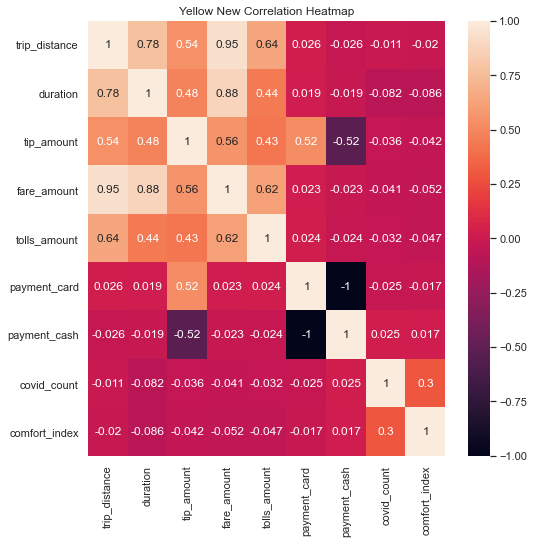 Yellow New Correlation Heatmap
trip_distance 1 0.78 0.54 0.95 0.64 0.026 -0.026 -0.011 -0.02
duration 0.78 1 0.48 0.88 0.44 0.019 -0.019 -0.082 -0.086
tip_amount 0.54 0.48 1 0.56 0.43 0.52 -0.52 -0.036 -0.042
fare_amount 0.95 0.88 0.56 1 0.62 0.023 -0.023 -0.041 -0.052
tolls_amount 0.64 0.44 0.43 0.62 1 0.024 -0.024 -0.032 -0.047
payment_card 0.026 0.019 0.52 0.023 0.024 1 -1 -0.025 -0.017
payment_cash -0.026 -0.019 -0.52 -0.023 -0.024 -1 1 0.025 0.017
covid_count -0.011 -0.082 -0.036 -0.041 -0.032 -0.025 0.025 1 0.3
comfort_index -0.02 -0.086 -0.042 -0.052 -0.047 -0.017 0.017 0.3 1
trip_distance
duration
tip_amount
fare_amount
tolls_amount
payment_card
payment_cash
covid_count
comfort_index
1.00
0.75
0.50
0.25
0.00
−0.25
−0.50
−0.75
−1.00